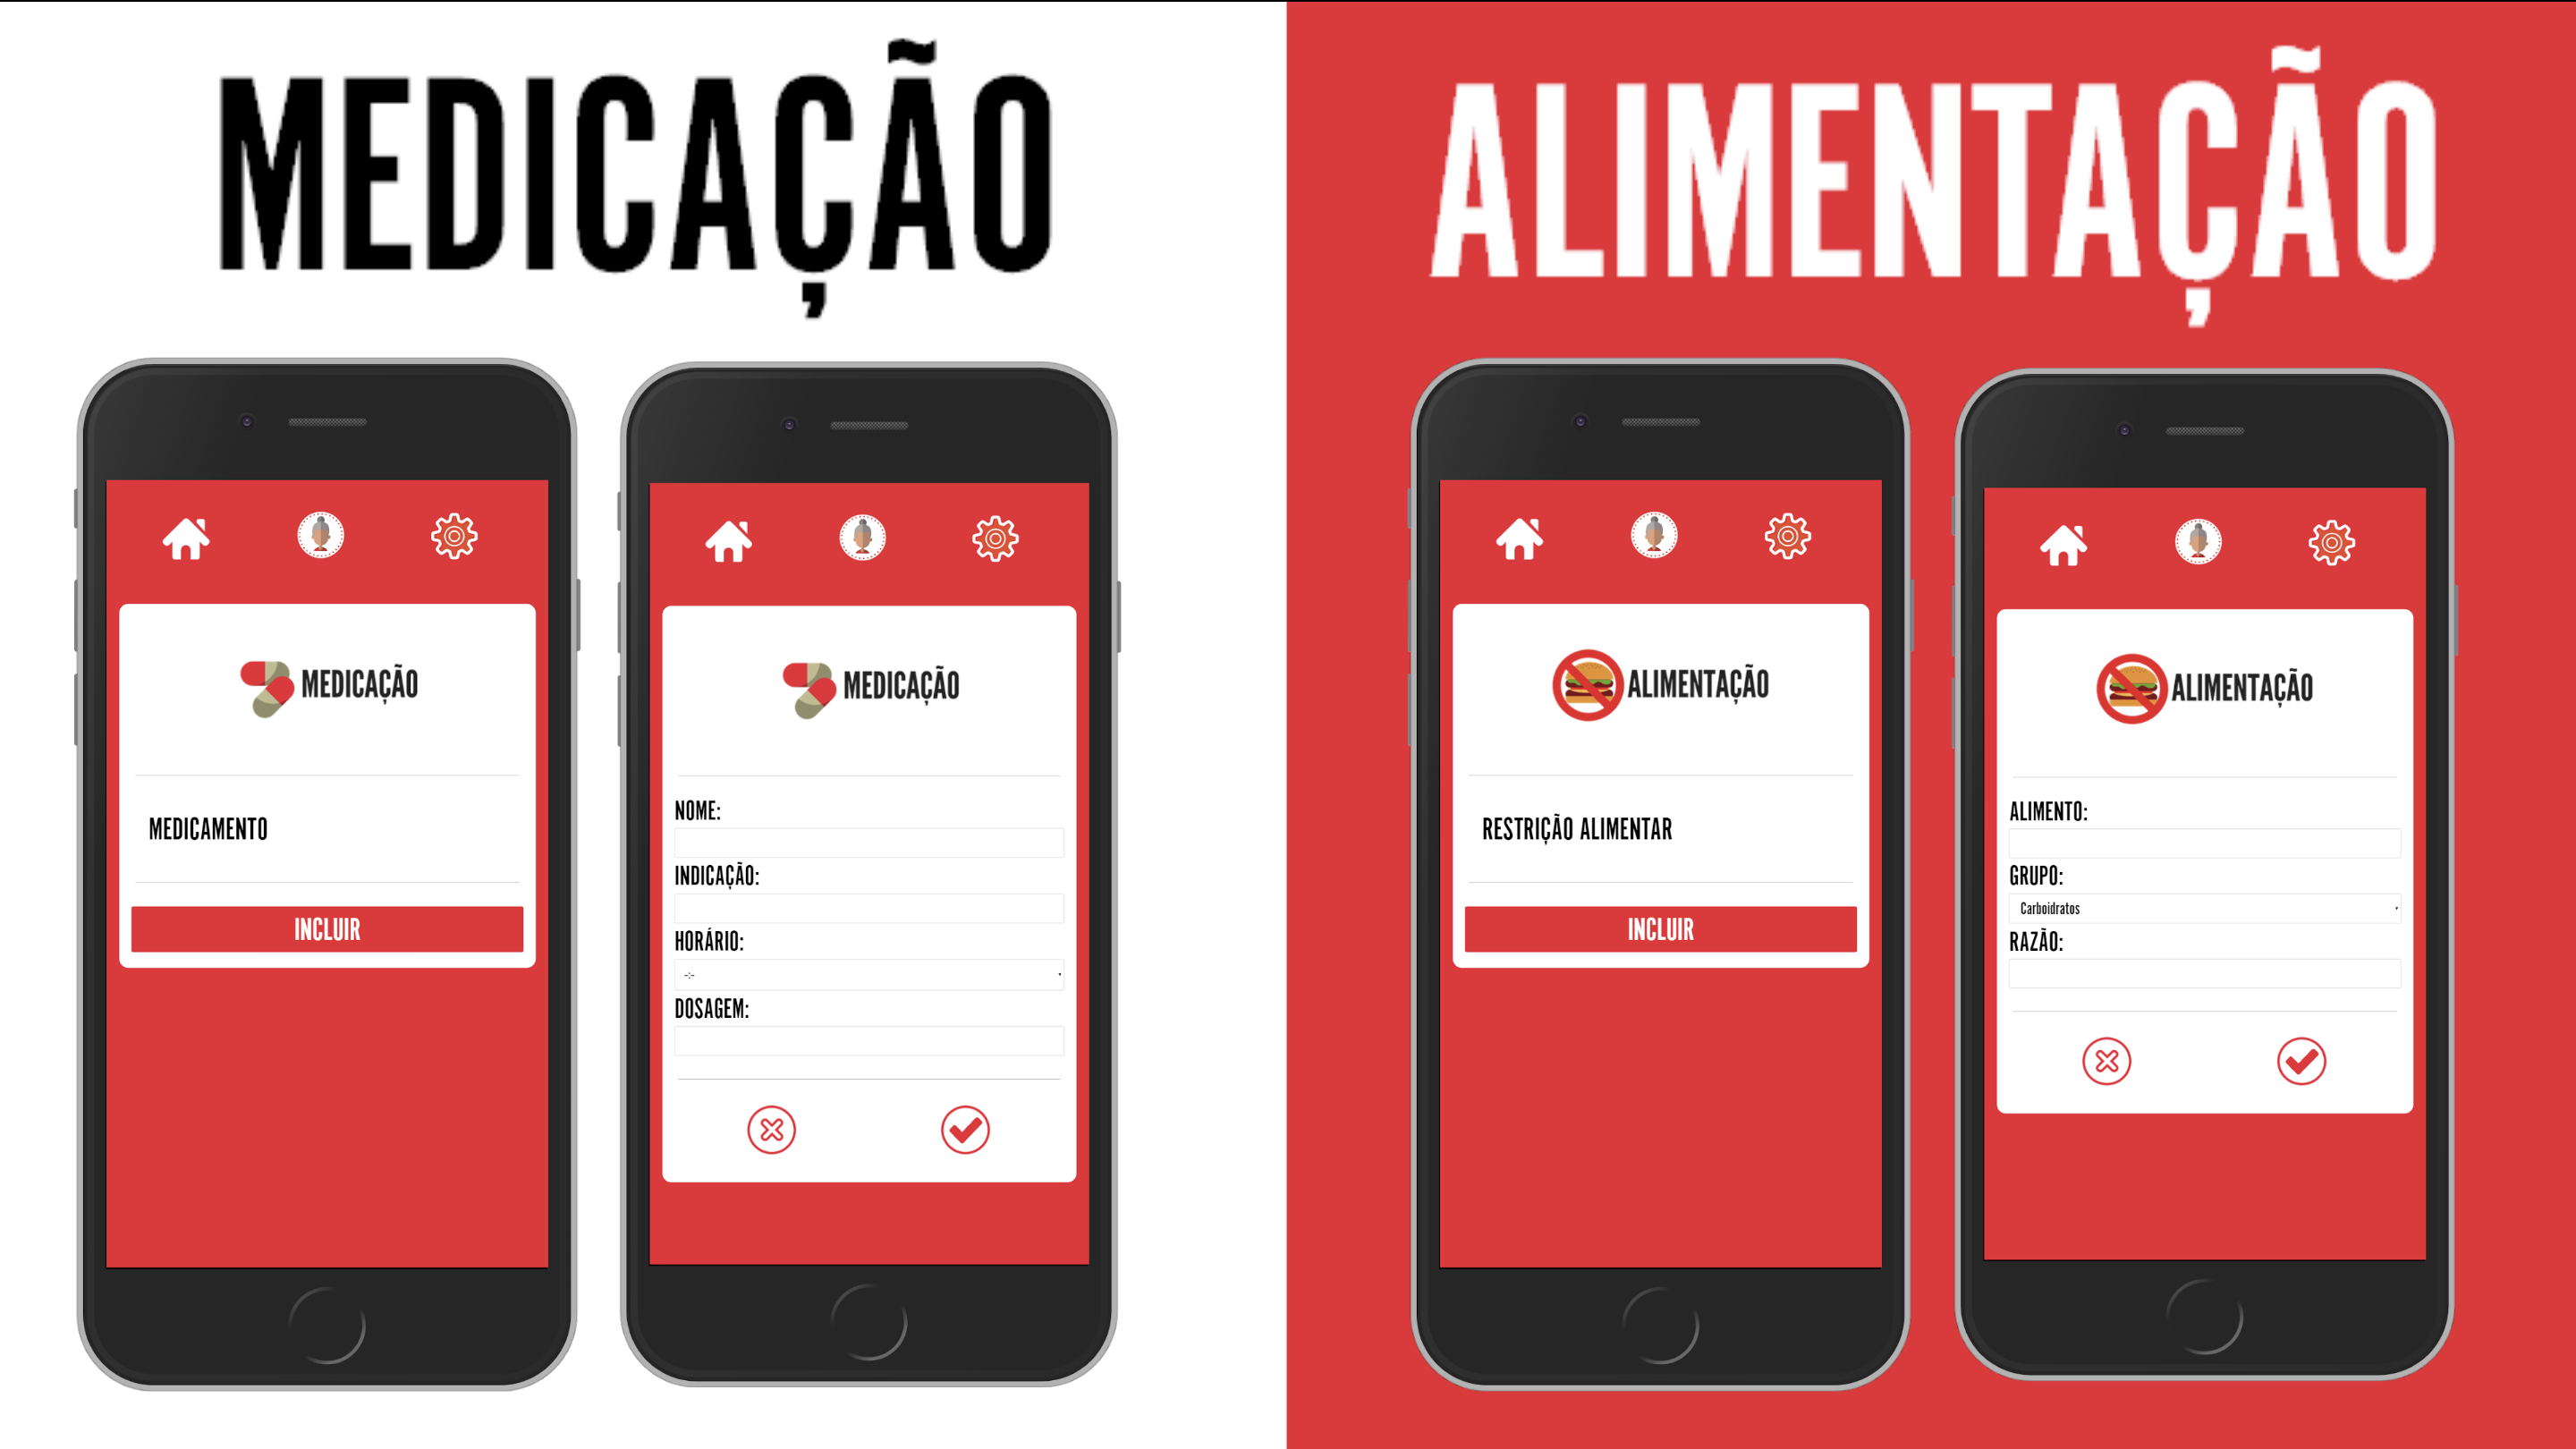 MEDICAÇÃO
MEDICAÇÃO
MEDICAMENTO
INCLUIR
MEDICAÇÃO
NOME:
INDICAÇÃO:
HORÁRIO:
-:-
DOSAGEM:
ALIMENTAÇÃO
ALIMENTAÇÃO
RESTRIÇÃO ALIMENTAR
INCLUIR
ALIMENTAÇÃO
ALIMENTO:
GRUPO:
Carboidratos
RAZÃO: